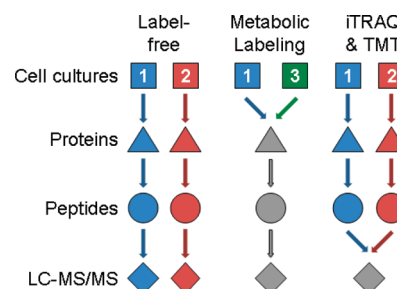 Label-
free
Metabolic
Labeling
iTRAQ
& TMT
Cell cultures 1 2 1 3 1 2
Proteins
Peptides
LC-MS/MS